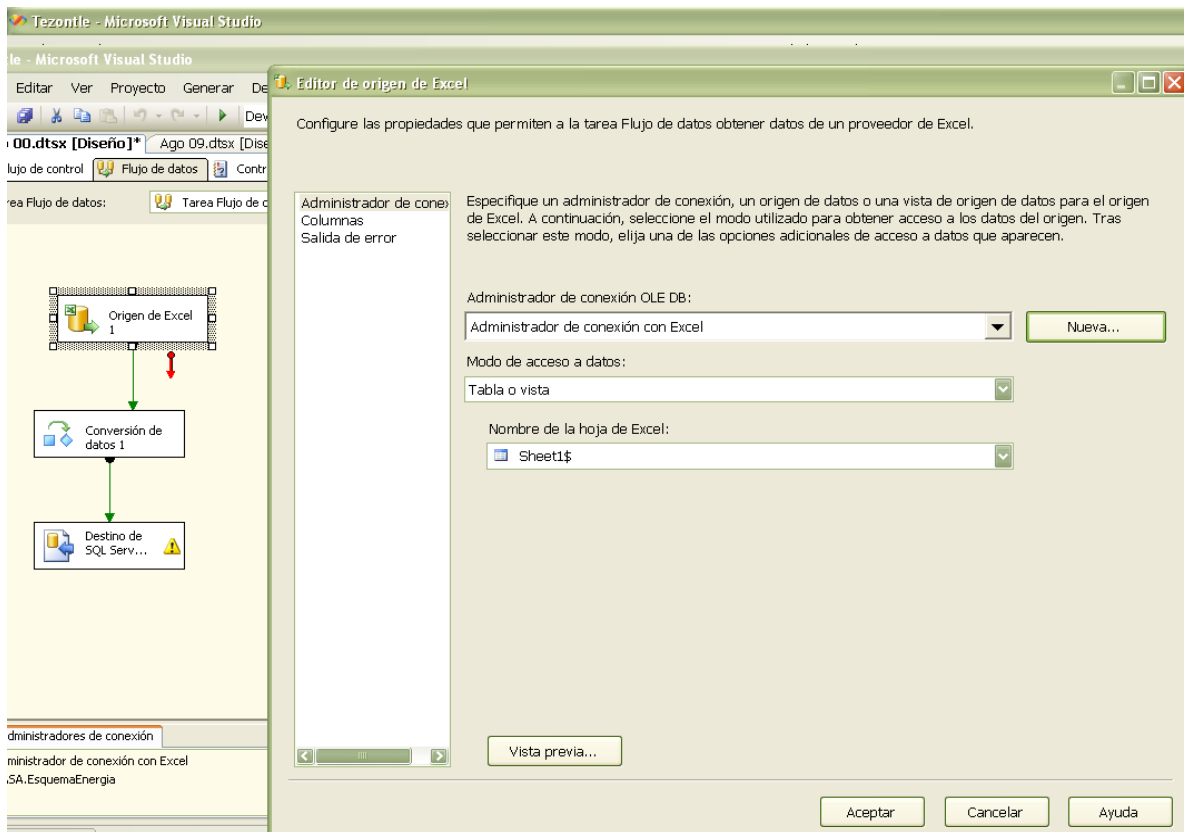 Tezontle - Microsoft Visual Studio
le - Microsoft Visual Studio
Editar Ver Proyecto Generar De
Dev
00.dtsx [Diseño]* Ago 09.dtsx [Dise
lujo de control Flujo de datos Contr
rea Flujo de datos: Tarea Flujo de c
Origen de Excel
1
Conversión de
datos 1
Destino de
SQL Serv...
dministradores de conexión
ministrador de conexión con Excel
SA.EsquemaEnergia
Editor de origen de Excel
Configure las propiedades que permiten a la tarea Flujo de datos obtener datos de un proveedor de Excel.
Administrador de conex
Columnas
Salida de error
Especifique un administrador de conexión, un origen de datos o una vista de origen de datos para el origen
de Excel. A continuación, seleccione el modo utilizado para obtener acceso a los datos del origen. Tras
seleccionar este modo, elija una de las opciones adicionales de acceso a datos que aparecen.
Administrador de conexión OLE DB:
Administrador de conexión con Excel
Nueva...
Modo de acceso a datos:
Tabla o vista
Nombre de la hoja de Excel:
Sheet1$
Vista previa...
Aceptar Cancelar Ayuda